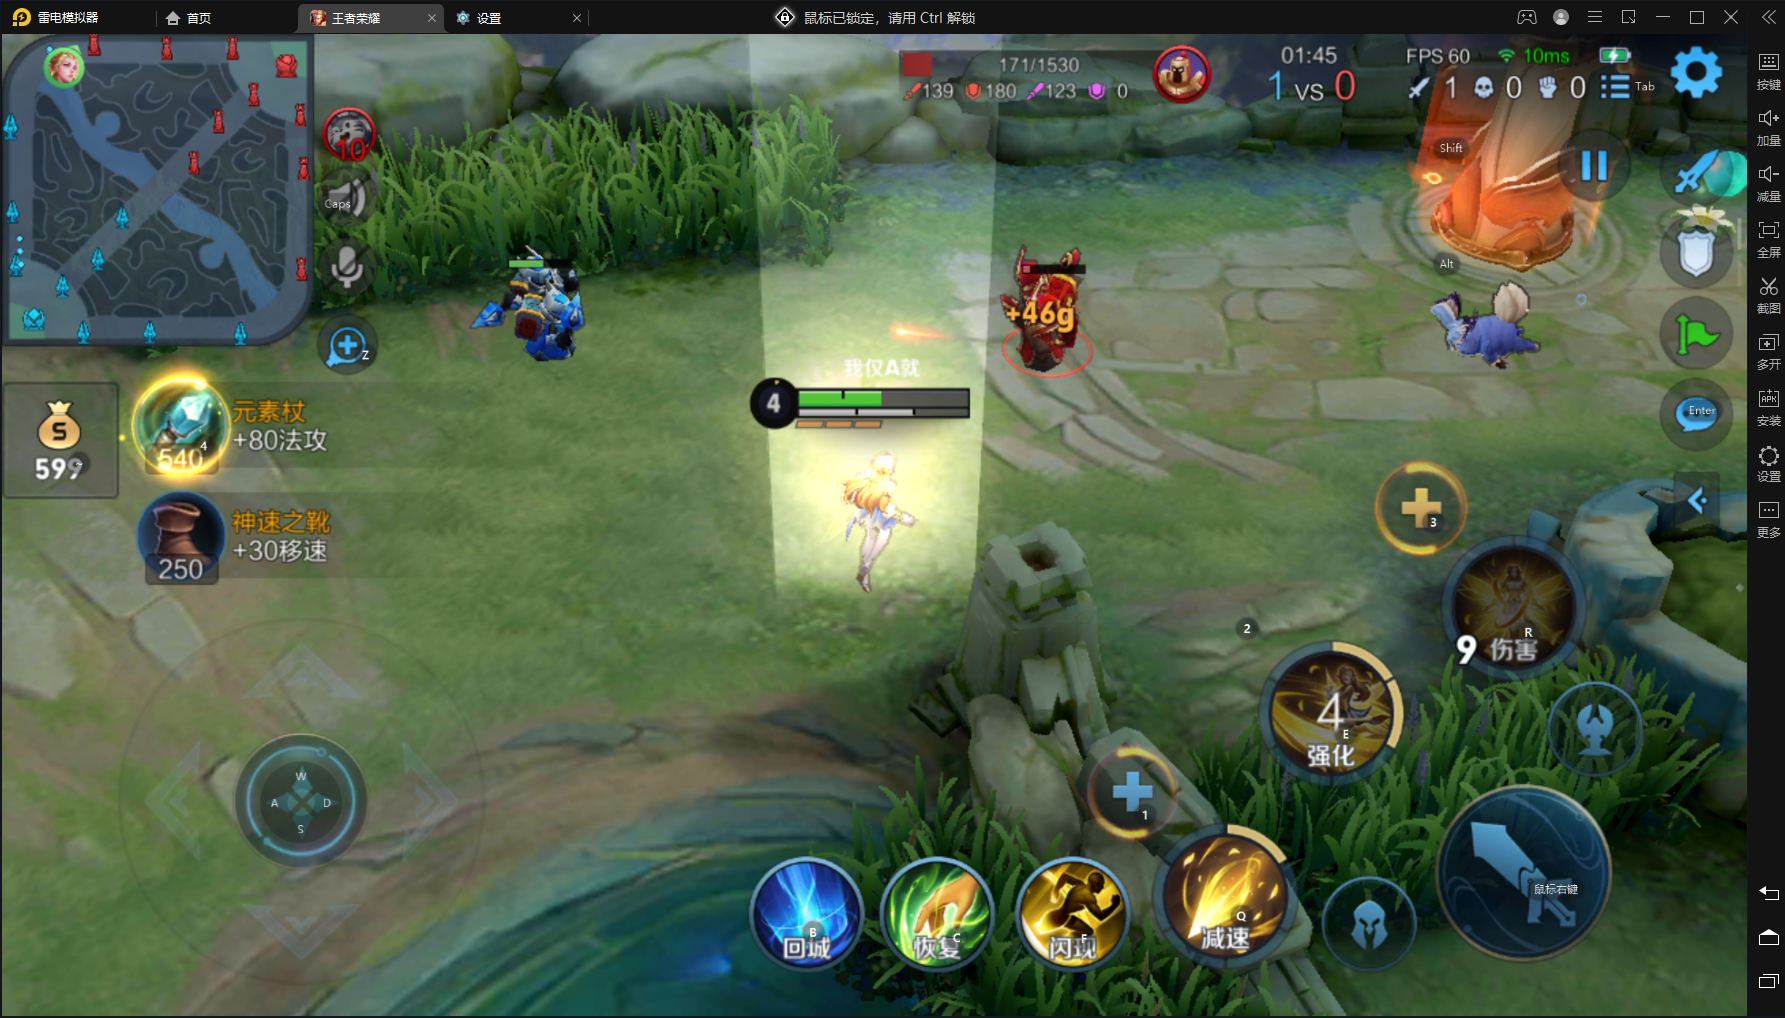 雷电模拟器
首页
王者荣耀
设置
鼠标已锁定，请用 Ctrl 解锁
171/1530
139 180 123 0
01:45
1 VS 0
FPS 60
10ms
1 0 0
Tab
10
Caps
Z
Shift
Alt
Enter
按键
加量
减量
全屏
截图
多开
APK
安装
设置
更多
S
599
~
元素杖
+80法攻
4
540
神速之靴
+30移速
250
+46g
我仅A就
4
3
2
R
9 伤害
4
E
强化
1
W
A D
S
B
回城
C
恢复
F
闪现
Q
减速
鼠标右键